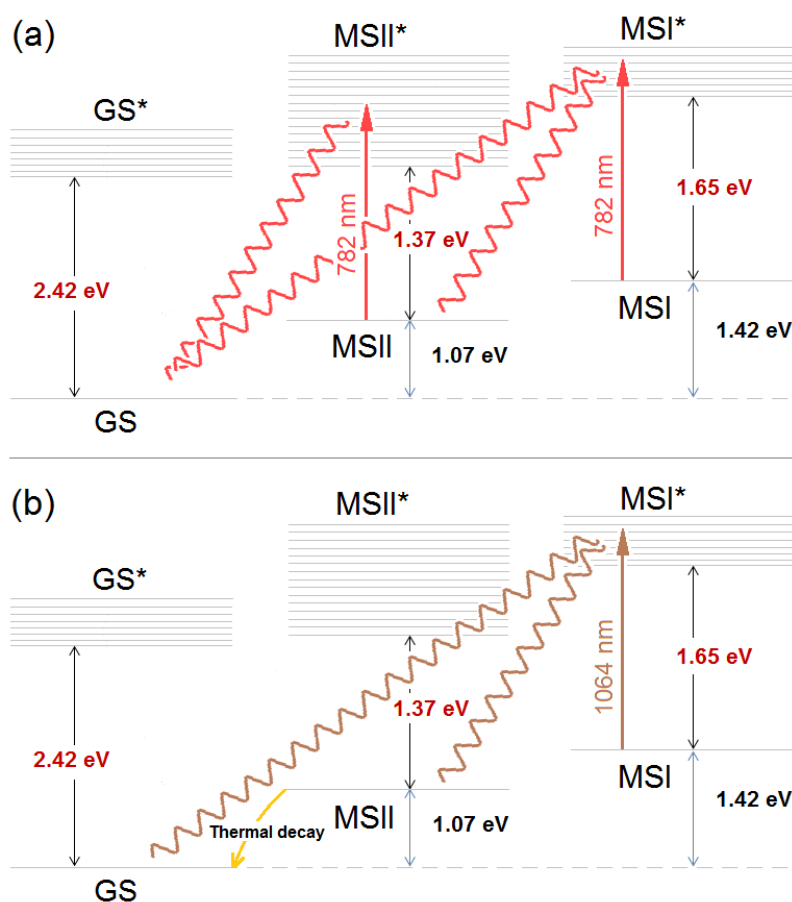 (a)
MSII*
MSI*
GS*
782 nm
782 nm
1.65 eV
1.37 eV
2.42 eV
MSI
MSII
1.07 eV
1.42 eV
GS
(b)
MSII*
MSI*
GS*
1064 nm
1.65 eV
1.37 eV
2.42 eV
MSI
Thermal decay
MSII
1.07 eV
1.42 eV
GS